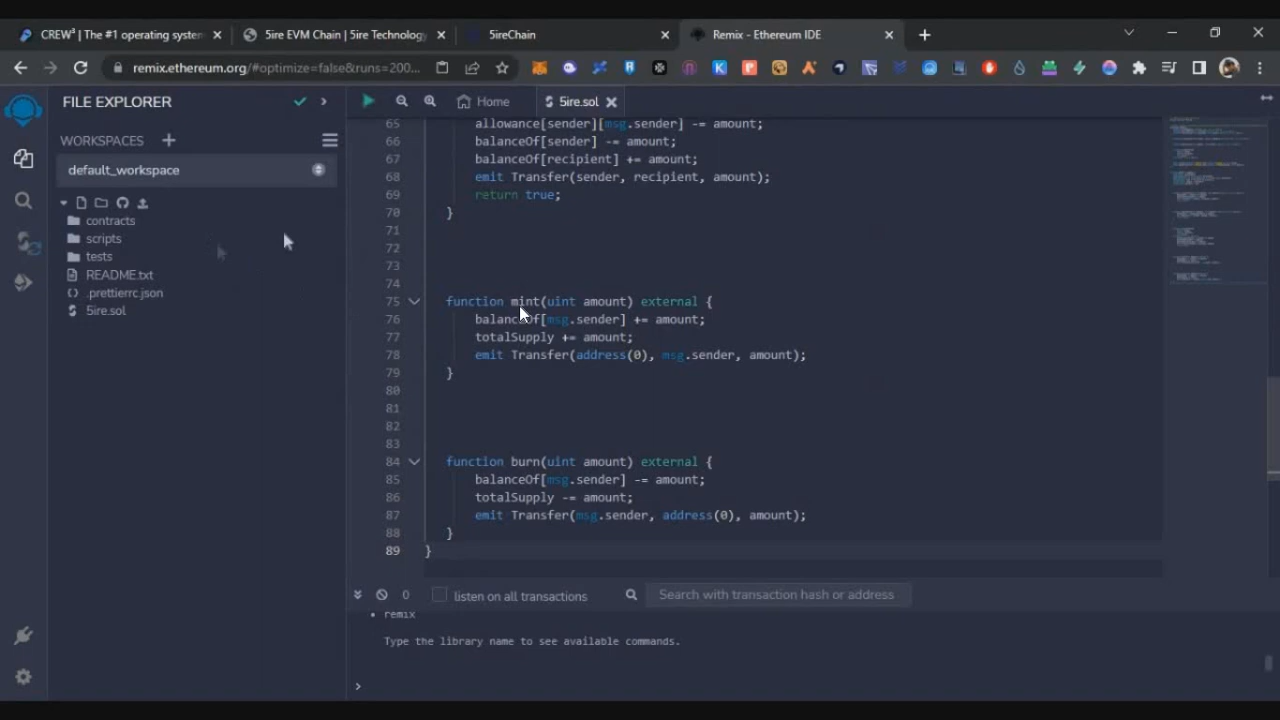 CREW³ | The #1 operating system
5ire EVM Chain | 5ire Technology
5ireChain
Remix - Ethereum IDE
remix.ethereum.org/#optimize=false&runs=200...
FILE EXPLORER
Home
5ire.sol
WORKSPACES
default_workspace
contracts
scripts
tests
README.txt
.prettierrc.json
5ire.sol
65 allowance[sender][msg.sender] -= amount;
66 balanceOf[sender] -= amount;
67 balanceOf[recipient] += amount;
68 emit Transfer(sender, recipient, amount);
69 return true;
70 }
71
72
73
74
75 function mint(uint amount) external {
76 balanceOf[msg.sender] += amount;
77 totalSupply += amount;
78 emit Transfer(address(0), msg.sender, amount);
79 }
80
81
82
83
84 function burn(uint amount) external {
85 balanceOf[msg.sender] -= amount;
86 totalSupply -= amount;
87 emit Transfer(msg.sender, address(0), amount);
88 }
89 }
0
listen on all transactions
Search with transaction hash or address
• remix
Type the library name to see available commands.
>